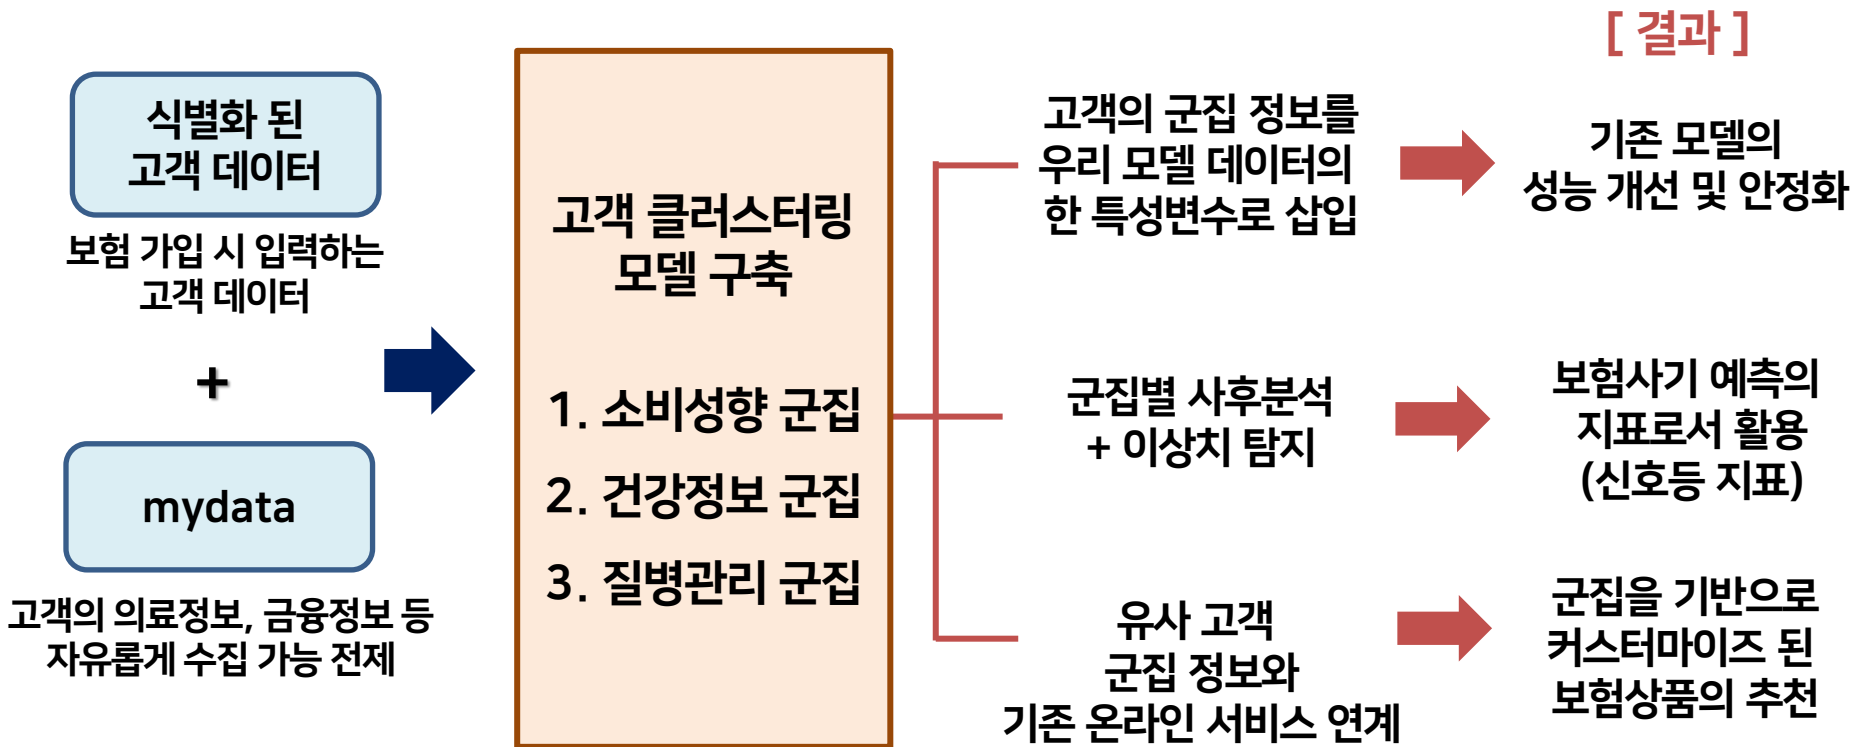 식별화 된
고객 데이터
보험 가입 시 입력하는
고객 데이터
+
mydata
고객의 의료정보, 금융정보 등
자유롭게 수집 가능 전제
고객 클러스터링
모델 구축
1. 소비성향 군집
2. 건강정보 군집
3. 질병관리 군집
고객의 군집 정보를
우리 모델 데이터의
한 특성변수로 삽입
군집별 사후분석
+ 이상치 탐지
유사 고객
군집 정보와
기존 온라인 서비스 연계
[ 결과 ]
기존 모델의
성능 개선 및 안정화
보험사기 예측의
지표로서 활용
(신호등 지표)
군집을 기반으로
커스터마이즈 된
보험상품의 추천